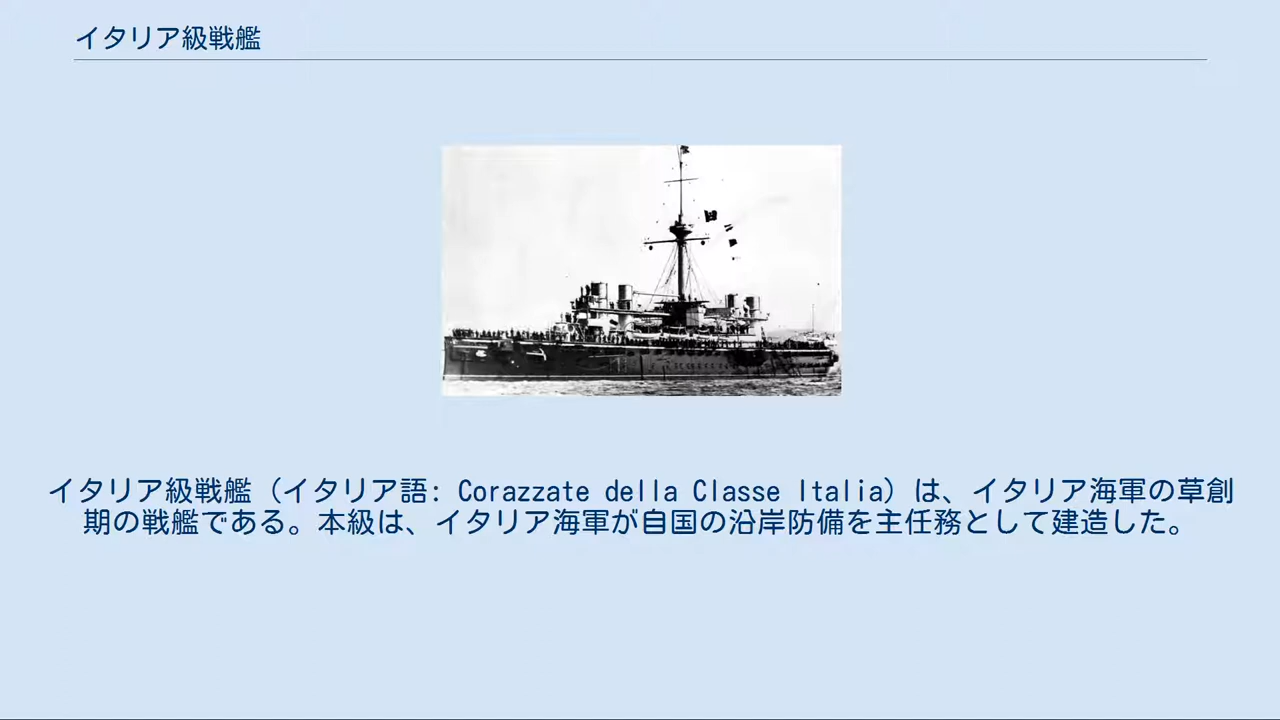 イタリア級戦艦
イタリア級戦艦（イタリア語: Corazzate della Classe Italia）は、イタリア海軍の草創
期の戦艦である。本級は、イタリア海軍が自国の沿岸防備を主任務として建造した。